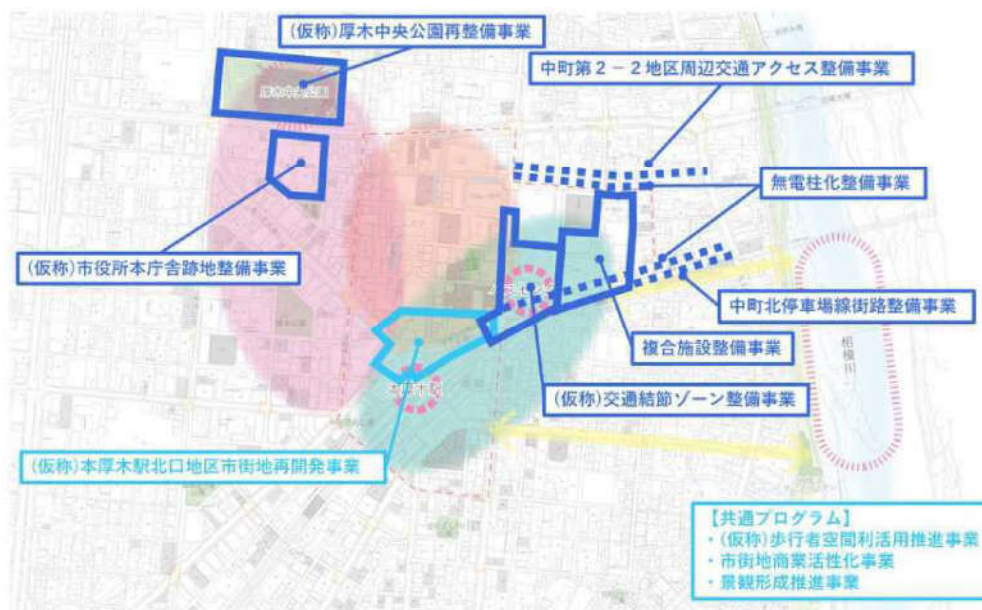 (仮称)厚木中央公園再整備事業
中町第2-2地区周辺交通アクセス整備事業
厚木中央公園
無電柱化整備事業
(仮称)市役所本庁舎跡地整備事業
中町北停車場線街路整備事業
複合施設整備事業
相模川
本厚木駅
(仮称)交通結節ゾーン整備事業
(仮称)本厚木駅北口地区市街地再開発事業
【共通プログラム】
・(仮称)歩行者空間利活用推進事業
・市街地商業活性化事業
・景観形成推進事業